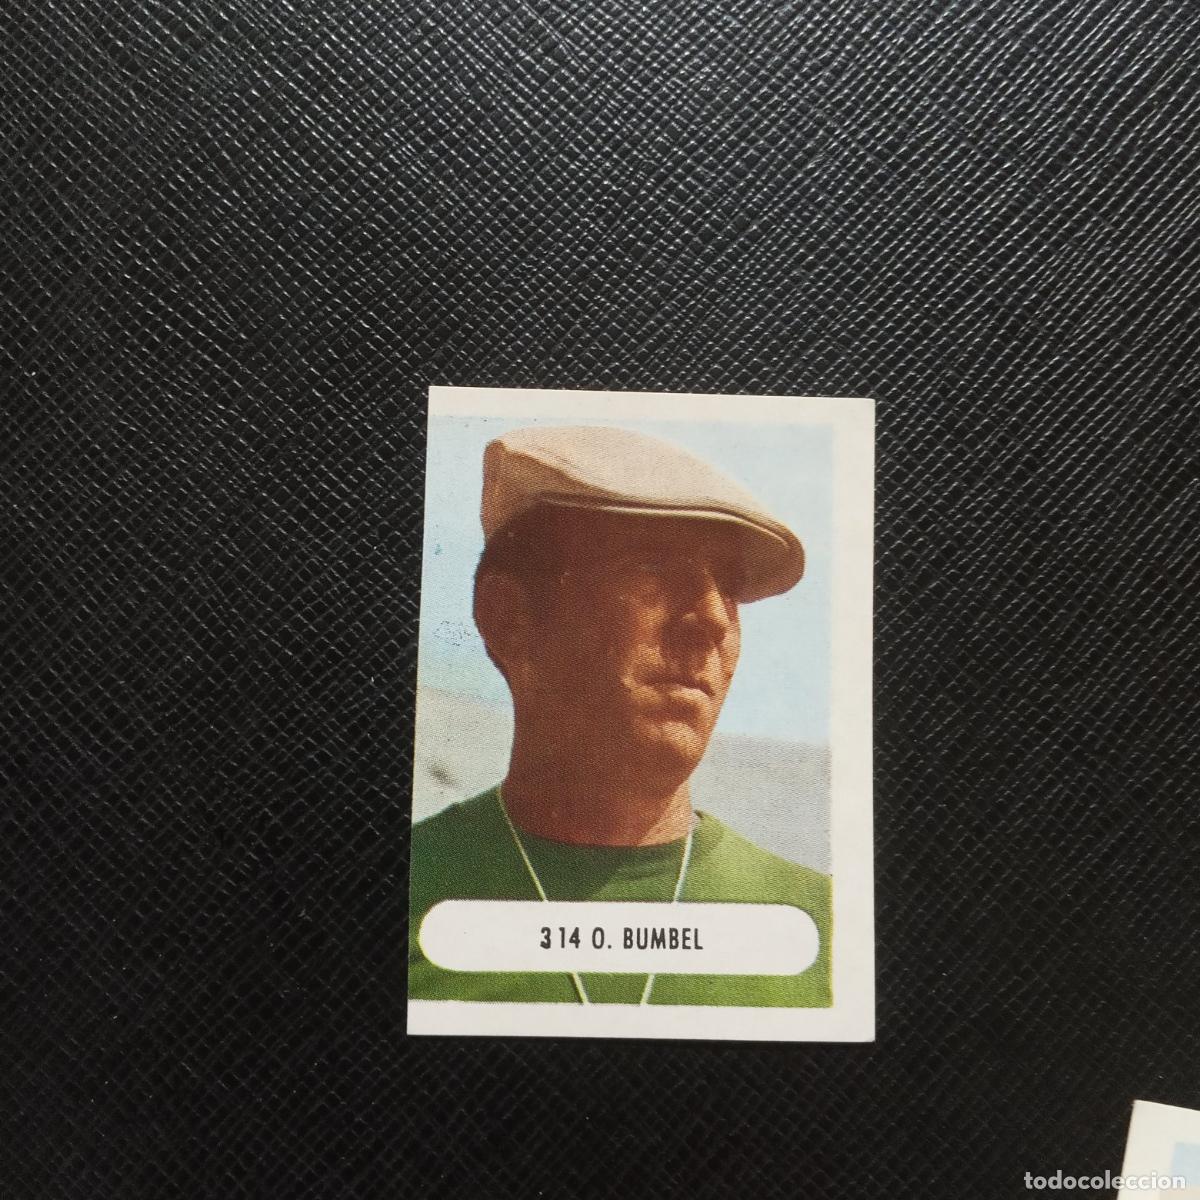 314 O. BUMBEL
todocoleccion